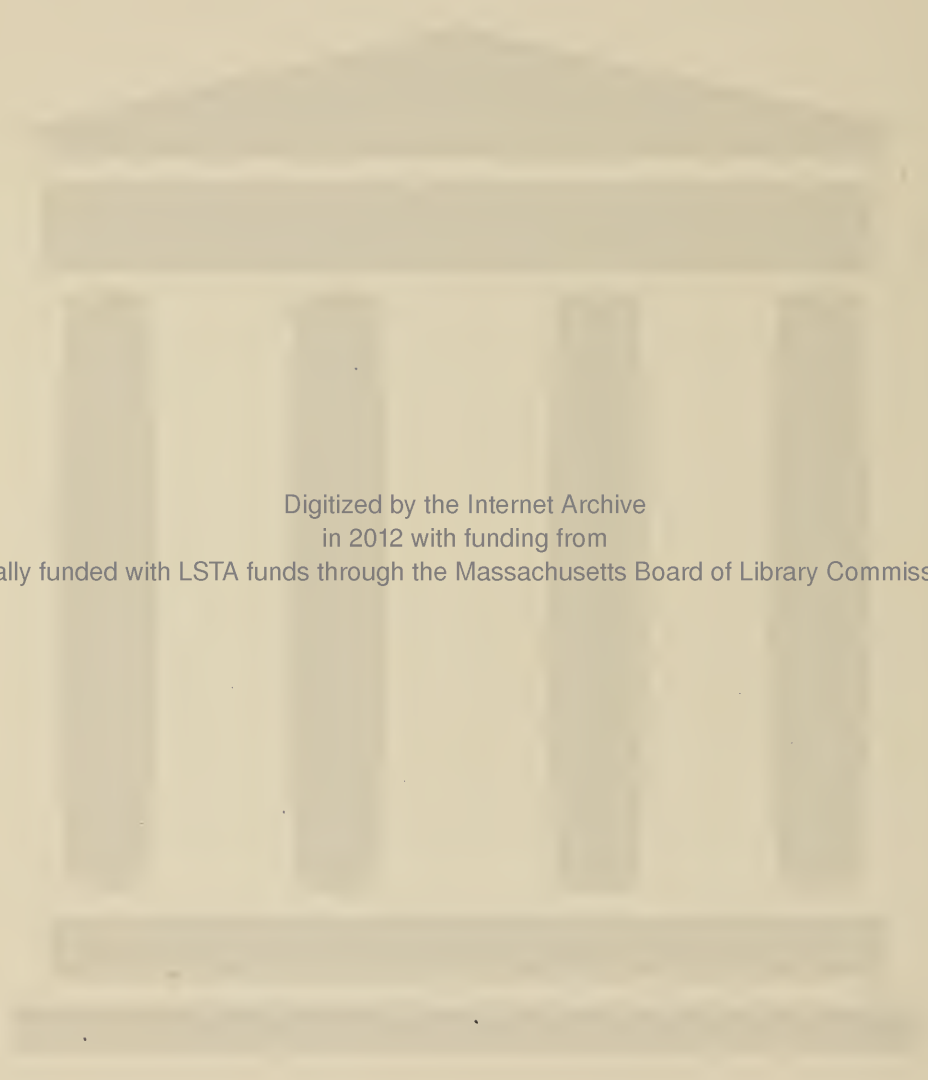 Digitized by the Internet Archive
in 2012 with funding from
ally funded with LSTA funds through the Massachusetts Board of Library Commiss